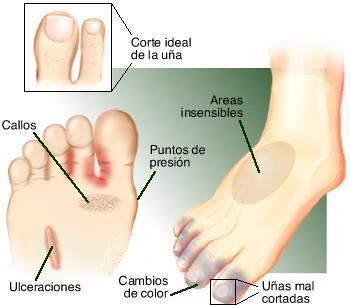 Corte ideal
de la uña
Areas
insensibles
Callos
Puntos de
presión
Ulceraciones
Cambios
de color
Uñas mal
cortadas